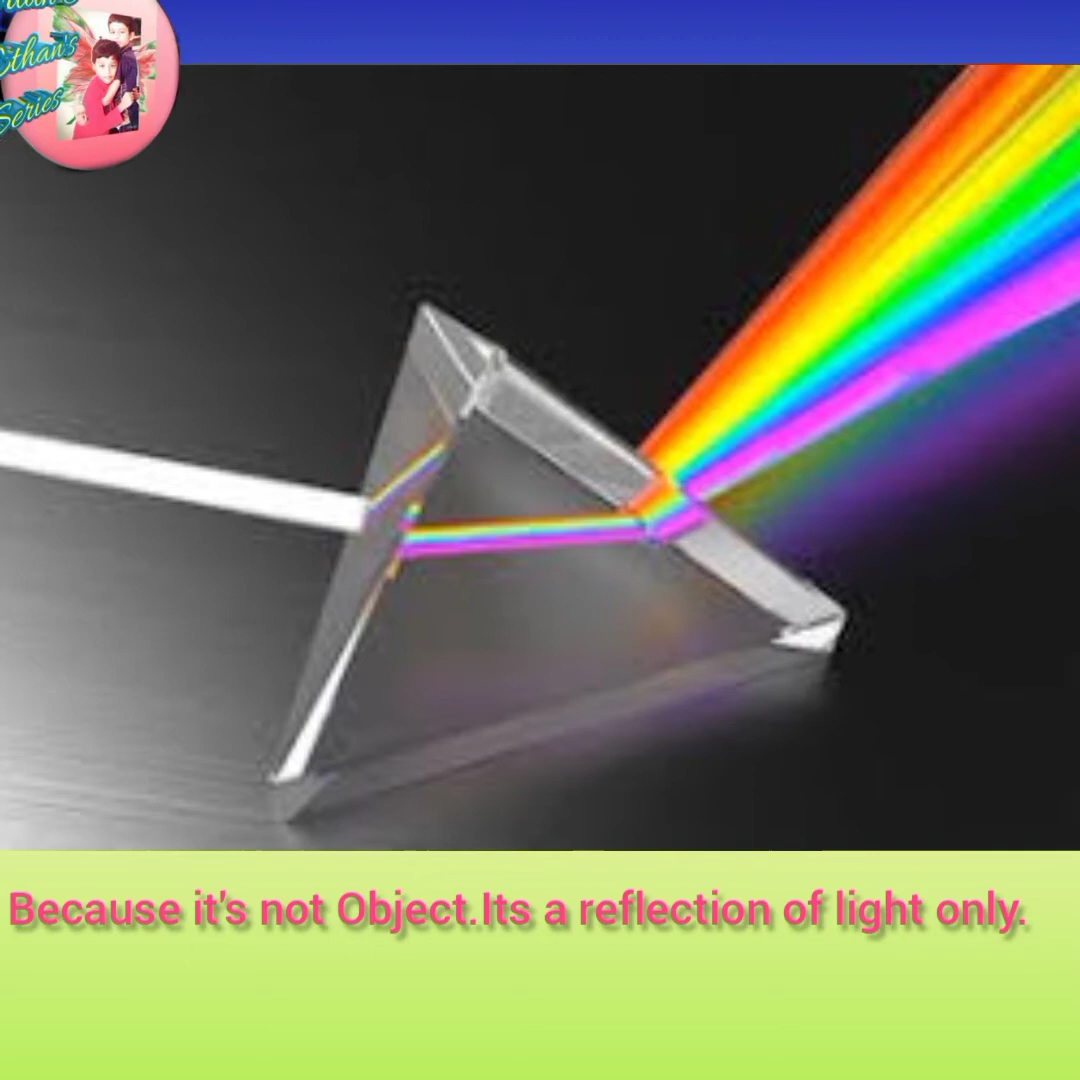 Ethan's
Series
Because it's not Object.Its a reflection of light only.